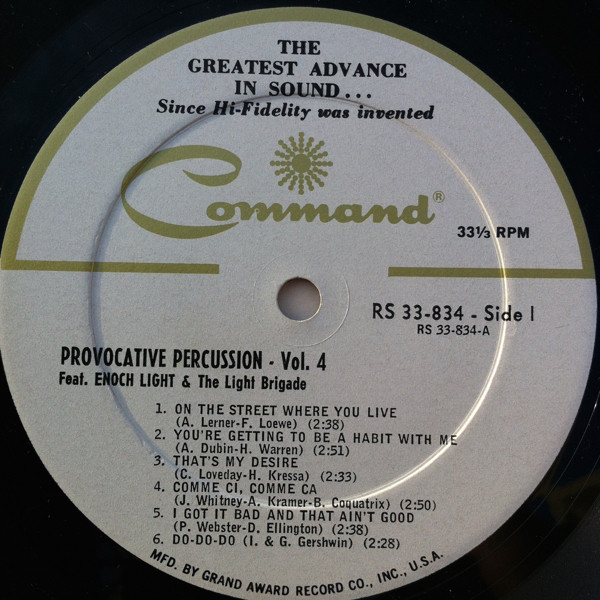 THE
GREATEST ADVANCE
IN SOUND...
Since Hi-Fidelity was invented
Command®
33⅓ RPM
RS 33-834 - Side 1
RS 33-834-A
PROVOCATIVE PERCUSSION - Vol. 4
Feat. ENOCH LIGHT & The Light Brigade
1. ON THE STREET WHERE YOU LIVE
(A. Lerner-F. Loewe) (2:38)
2. YOU'RE GETTING TO BE A HABIT WITH ME
(A. Dubin-H. Warren) (2:51)
3. THAT'S MY DESIRE
(C. Loveday-H. Kressa) (2:33)
4. COMME CI, COMME CA
(J. Whitney-A. Kramer-B. Coquatrix) (2:50)
5. I GOT IT BAD AND THAT AIN'T GOOD
(P. Webster-D. Ellington) (2:38)
6. DO-DO-DO (I. & G. Gershwin) (2:28)
MFD. BY GRAND AWARD RECORD CO., INC., U.S.A.